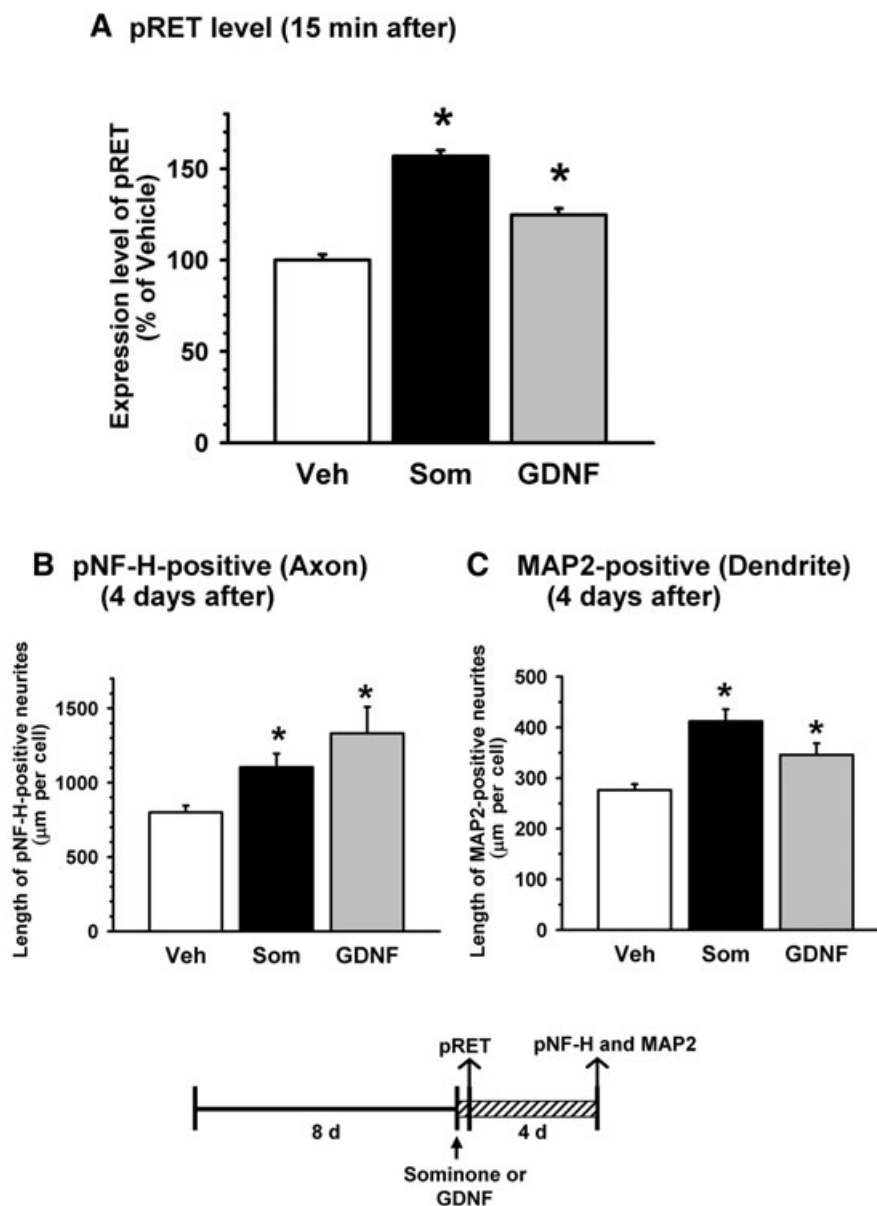 A pRET level (15 min after)
Expression level of pRET
(% of Vehicle)
150
100
50
0
*
*
Veh Som GDNF
B pNF-H-positive (Axon)
(4 days after)
Length of pNF-H-positive neurites
(μm per cell)
1500
1000
500
0
*
*
Veh Som GDNF
C MAP2-positive (Dendrite)
(4 days after)
Length of MAP2-positive neurites
(μm per cell)
500
400
300
200
100
0
*
*
Veh Som GDNF
pRET pNF-H and MAP2
8 d 4 d
Sominone or
GDNF